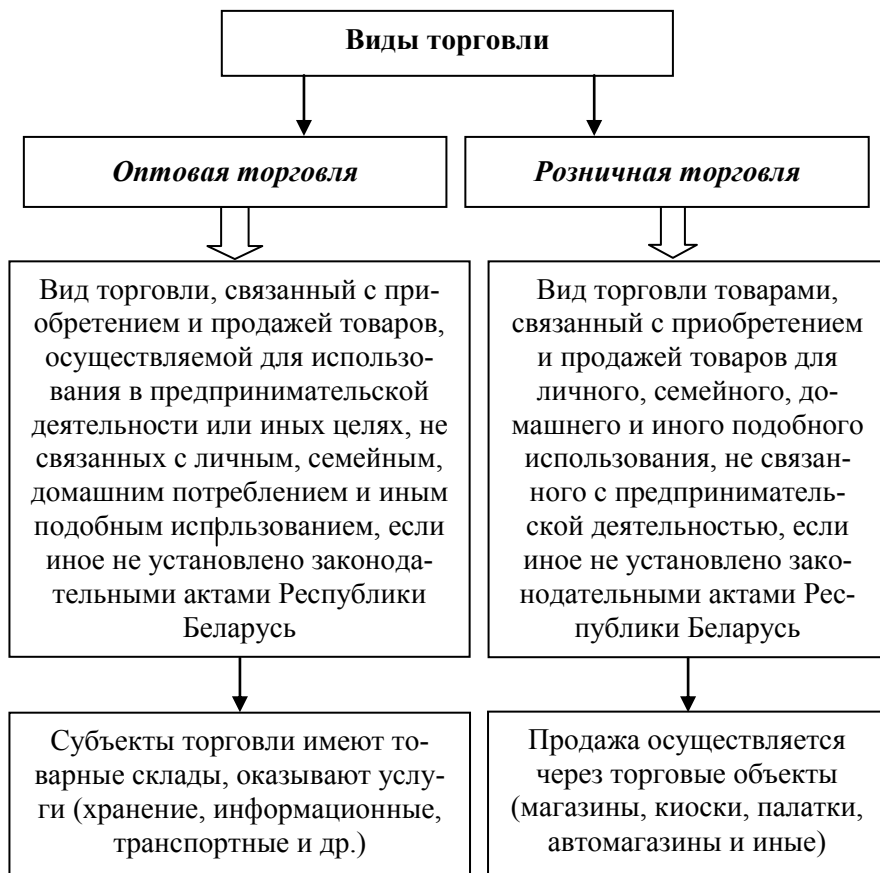 Виды торговли
Оптовая торговля
Розничная торговля
Вид торговли, связанный с при-
обретением и продажей товаров,
осуществляемой для использо-
вания в предпринимательской
деятельности или иных целях, не
связанных с личным, семейным,
домашним потреблением и иным
подобным использованием, если
иное не установлено законода-
тельными актами Республики
Беларусь
Вид торговли товарами,
связанный с приобретением
и продажей товаров для
личного, семейного, до-
машнего и иного подобного
использования, не связан-
ного с предприниматель-
ской деятельностью, если
иное не установлено зако-
нодательными актами Рес-
публики Беларусь
Субъекты торговли имеют то-
варные склады, оказывают услу-
ги (хранение, информационные,
транспортные и др.)
Продажа осуществляется
через торговые объекты
(магазины, киоски, палатки,
автомагазины и иные)